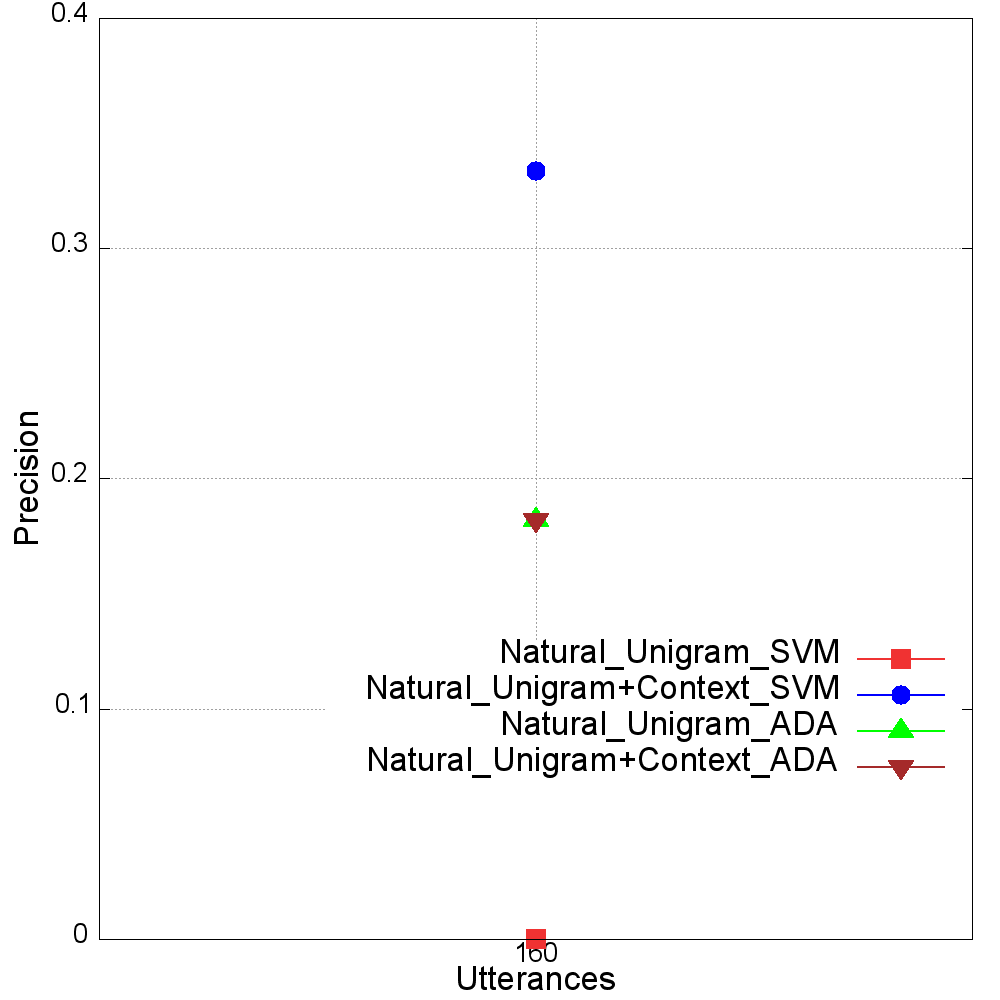 0.4
0.3
0.2
0.1
0
Precision
Natural_Unigram_SVM
Natural_Unigram+Context_SVM
Natural_Unigram_ADA
Natural_Unigram+Context_ADA
160
Utterances